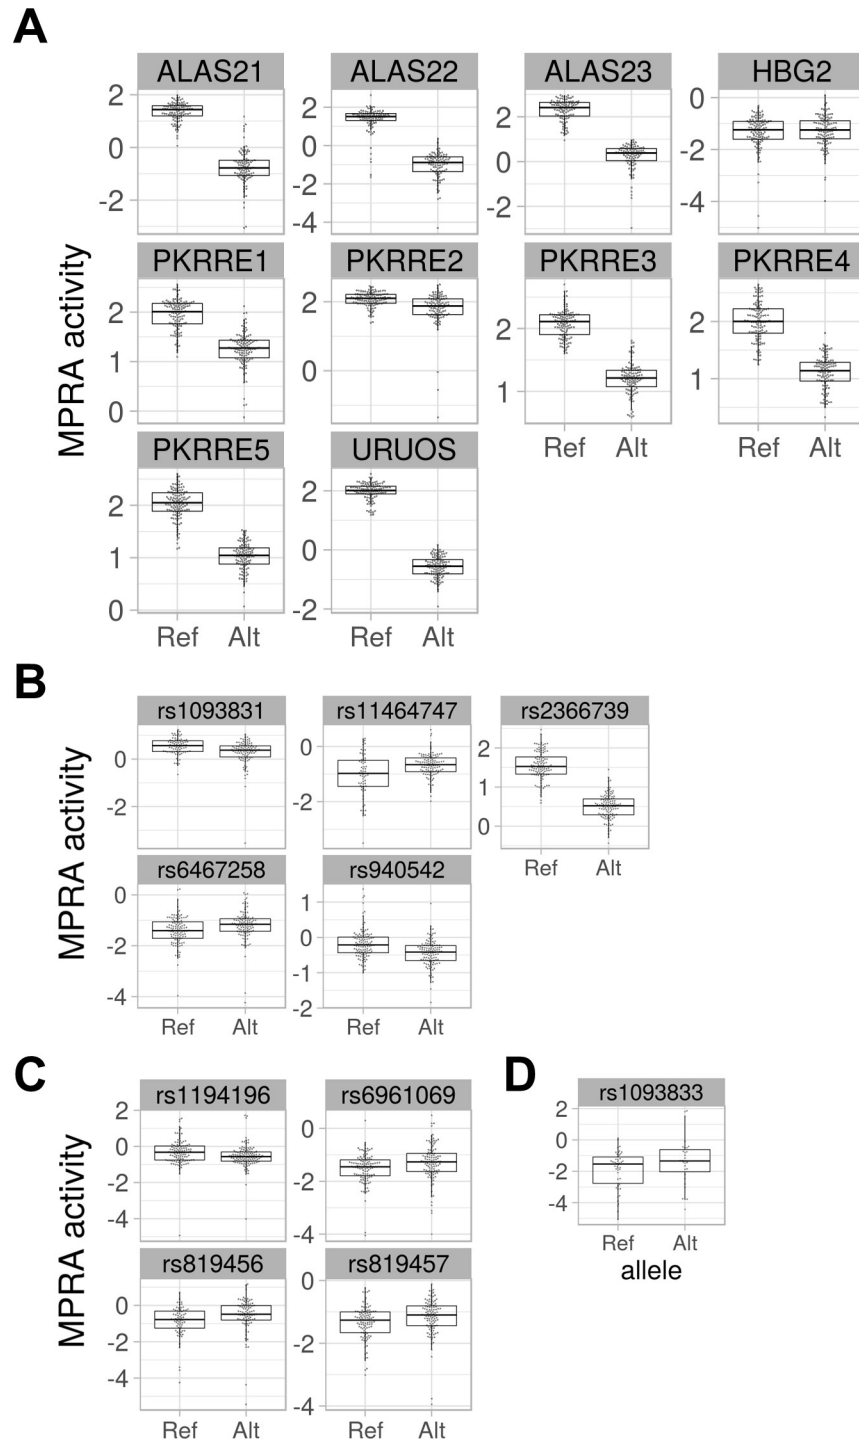 A
ALAS21 ALAS22 ALAS23 HBG2
2 2 2 0
0 0 0 -2
-2 -2 -2 -4
-4
PKRRE1 PKRRE2 PKRRE3 PKRRE4
MPRA activity
2 2 2 2
1 0 1 1
0
Ref Alt Ref Alt
PKRRE5 URUOS
2 2
1 0
0 -2
Ref Alt Ref Alt
B
rs1093831 rs11464747 rs2366739
0 0 2
-2 -2 1
0
Ref Alt
MPRA activity
rs6467258 rs940542
0 1
-2 0
-4 -1
-2
Ref Alt Ref Alt
C
rs1194196 rs6961069
2 0
0 -2
-2 -4
-4
MPRA activity
rs819456 rs819457
0 0
-2 -2
-4 -4
Ref Alt Ref Alt
D
rs1093833
2
0
-2
-4
Ref Alt
allele